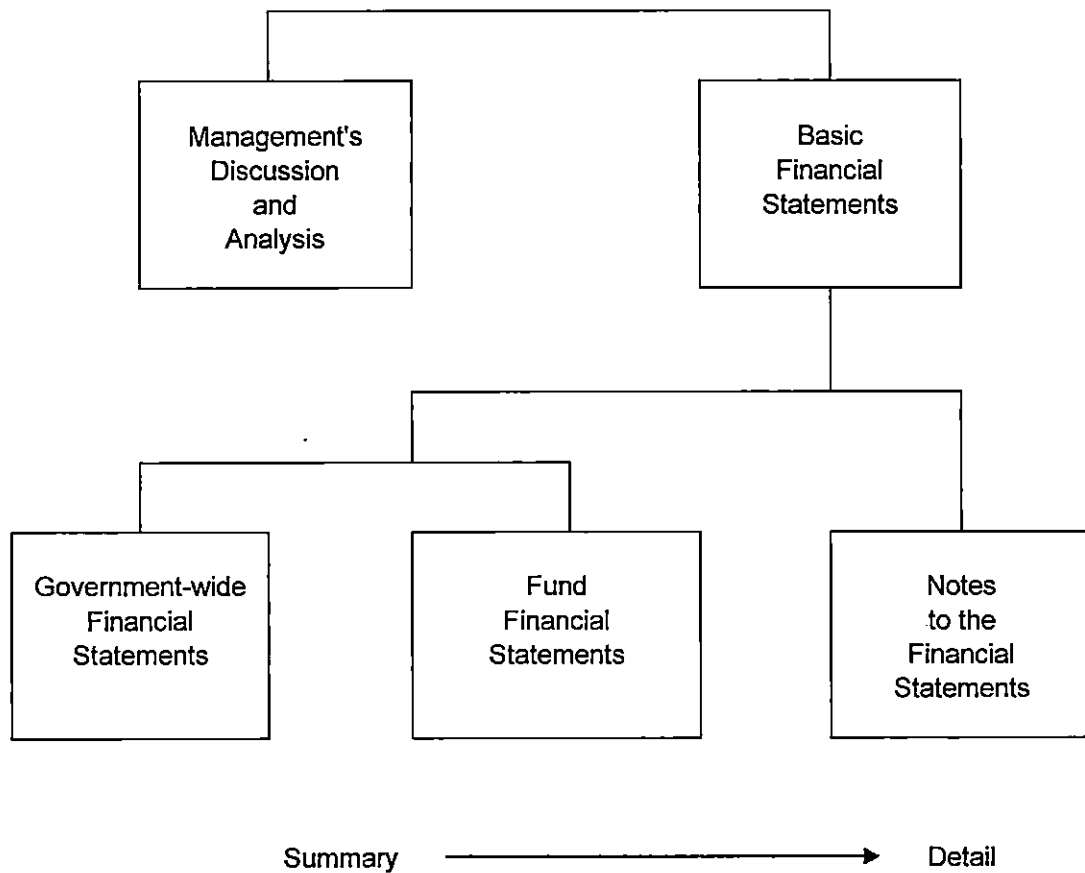 Management's
Discussion
and
Analysis
Basic
Financial
Statements
Government-wide
Financial
Statements
Fund
Financial
Statements
Notes
to the
Financial
Statements
Summary
Detail